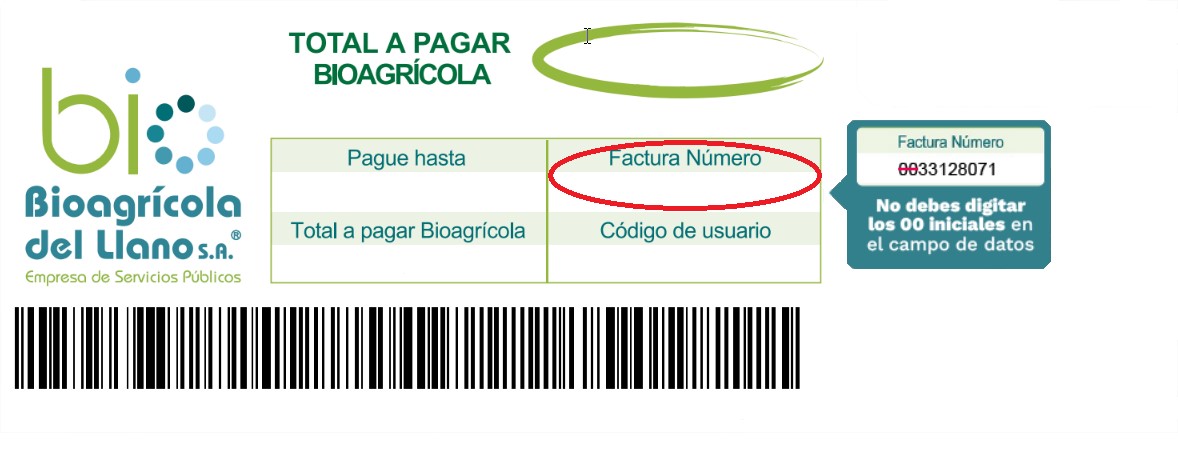 TOTAL A PAGAR
BIOAGRÍCOLA
bio
Bioagrícola
del Llano S.A.®
Empresa de Servicios Públicos
Pague hasta
Factura Número
Total a pagar Bioagrícola
Código de usuario
Factura Número
0033128071
No debes digitar
los 00 iniciales en
el campo de datos